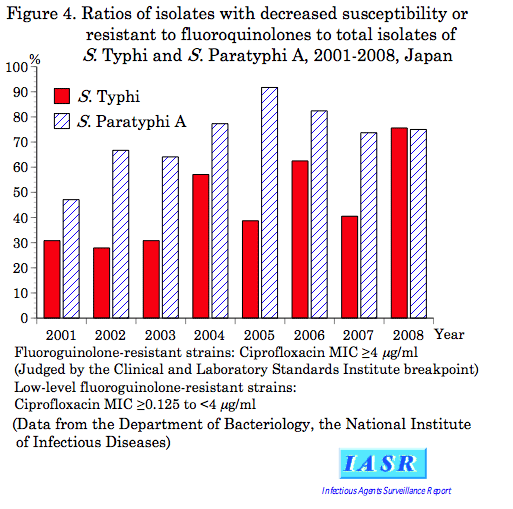 Figure 4. Ratios of isolates with decreased susceptibility or
resistant to fluoroquinolones to total isolates of
S. Typhi and S. Paratyphi A, 2001-2008, Japan
%
100
90
80
70
60
50
40
30
20
10
0
S. Typhi
S. Paratyphi A
2001 2002 2003 2004 2005 2006 2007 2008 Year
Fluoroguinolone-resistant strains: Ciprofloxacin MIC ≥4 µg/ml
(Judged by the Clinical and Laboratory Standards Institute breakpoint)
Low-level fluoroguinolone-resistant strains:
Ciprofloxacin MIC ≥0.125 to <4 µg/ml
(Data from the Department of Bacteriology, the National Institute
of Infectious Diseases)
IASR
Infectious Agents Surveillance Report